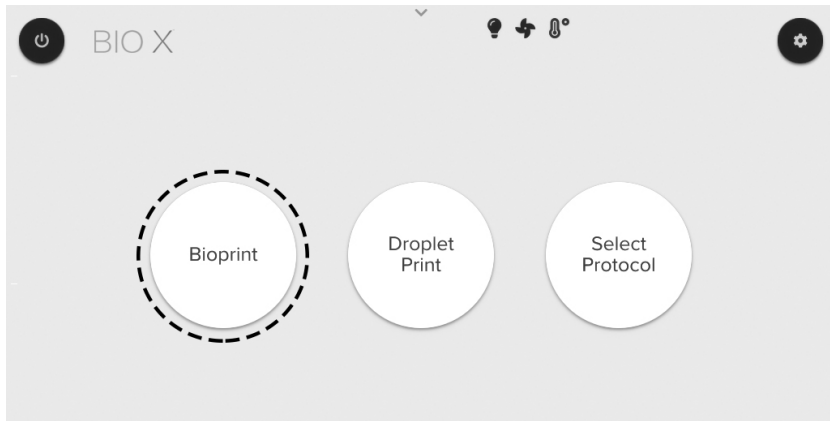 BIO X
Bioprint
Droplet
Print
Select
Protocol